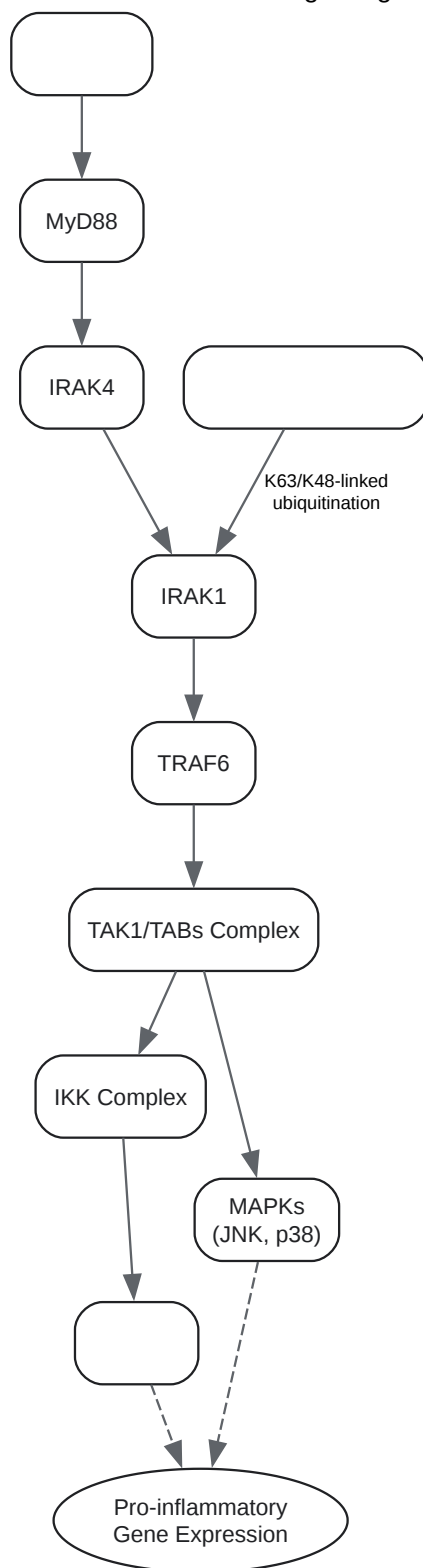 MyD88
IRAK4
K63/K48-linked
ubiquitination
IRAK1
TRAF6
TAK1/TABs Complex
IKK Complex
MAPKs
(JNK, p38)
Pro-inflammatory
Gene Expression